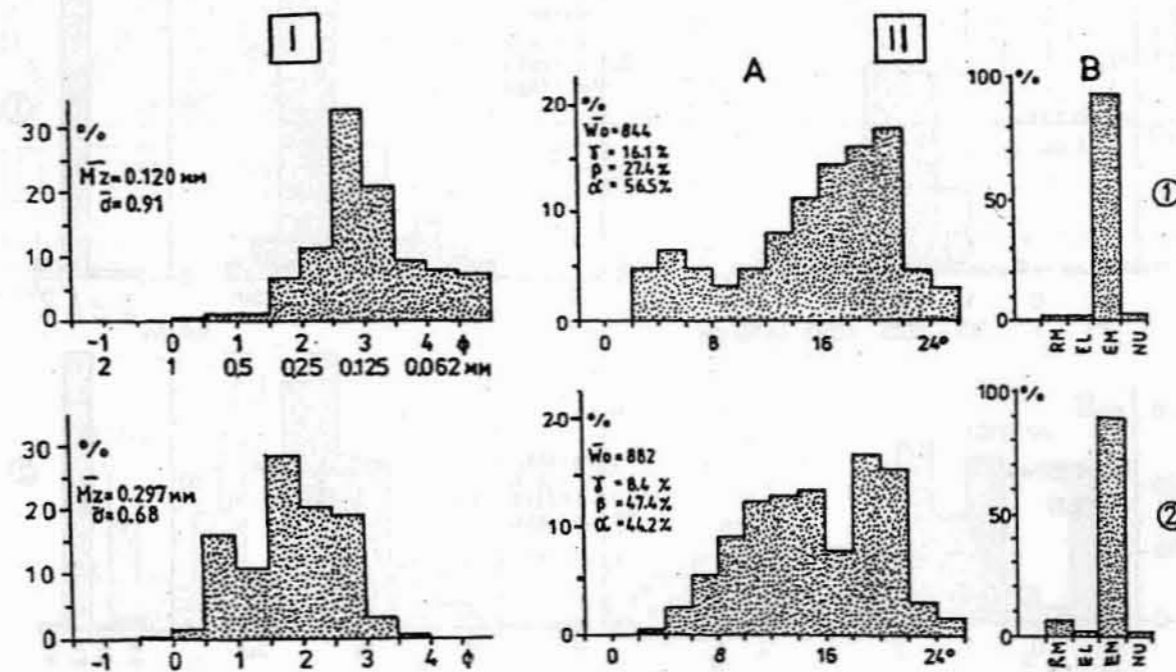 I
II
A
B
%
30
20
10
0
Mz=0.120 мм
σ=0.91
-1 0 1 2 3 4 φ
2 1 0,5 0,25 0.125 0.062 мм
%
20
10
0
Wo=844
γ = 16.1 %
β = 27.4 %
α = 56.5 %
0 8 16 24°
100 %
50
0
RM EL EM NU
①
%
30
20
10
0
Mz=0.297 мм
σ=0.68
-1 0 1 2 3 4 φ
%
20
10
0
Wo=882
γ = 8.4 %
β = 47.4 %
α = 44.2 %
0 8 16 24°
100 %
50
0
RM EL EM NU
②